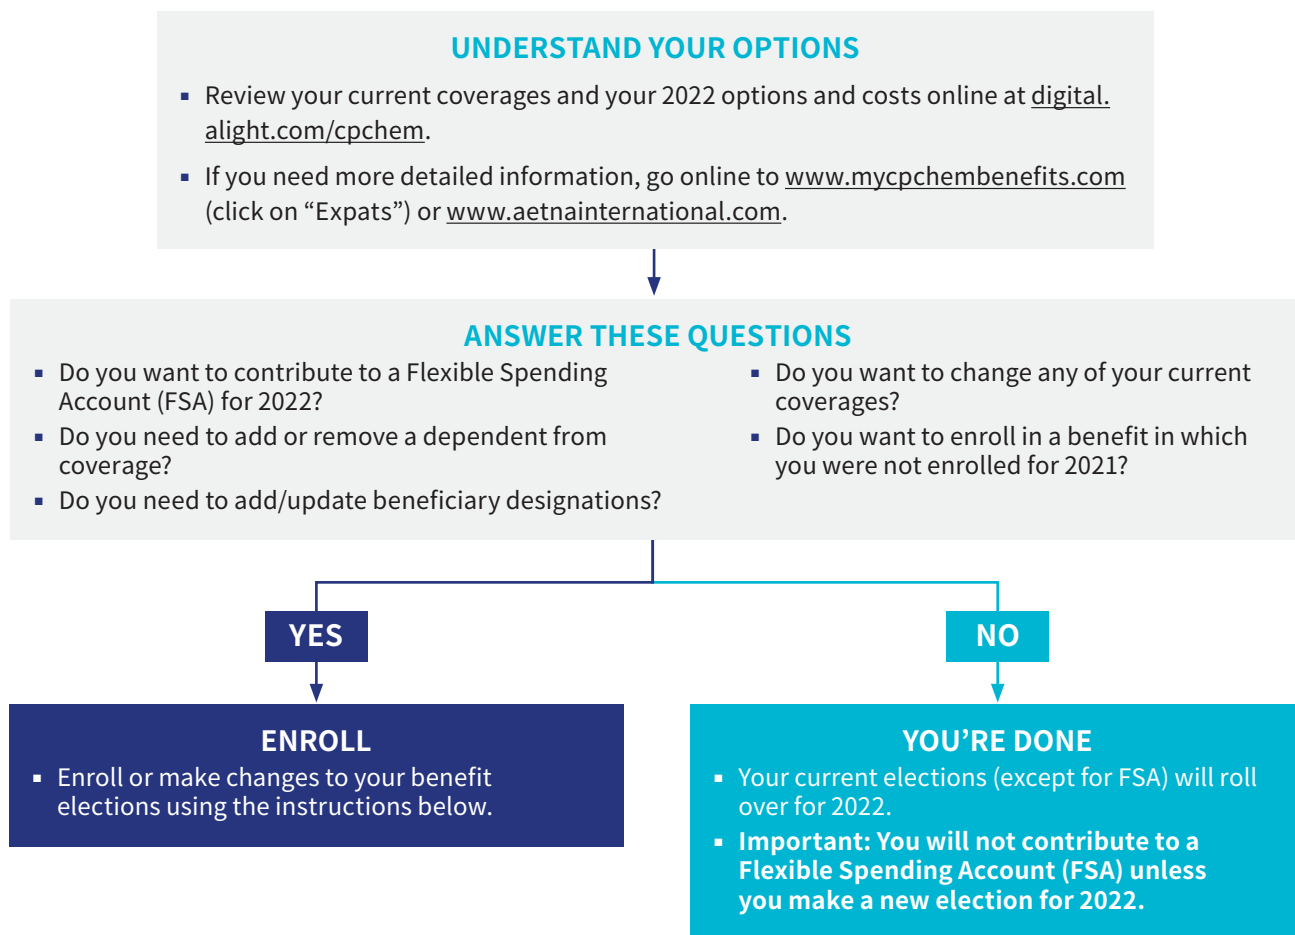 UNDERSTAND YOUR OPTIONS
▪ Review your current coverages and your 2022 options and costs online at digital.
alight.com/cpchem.
▪ If you need more detailed information, go online to www.mycpchembenefits.com
(click on “Expats”) or www.aetnainternational.com.
ANSWER THESE QUESTIONS
▪ Do you want to contribute to a Flexible Spending
Account (FSA) for 2022?
▪ Do you need to add or remove a dependent from
coverage?
▪ Do you need to add/update beneficiary designations?
▪ Do you want to change any of your current
coverages?
▪ Do you want to enroll in a benefit in which
you were not enrolled for 2021?
YES
ENROLL
▪ Enroll or make changes to your benefit
elections using the instructions below.
NO
YOU’RE DONE
▪ Your current elections (except for FSA) will roll
over for 2022.
▪ Important: You will not contribute to a
Flexible Spending Account (FSA) unless
you make a new election for 2022.